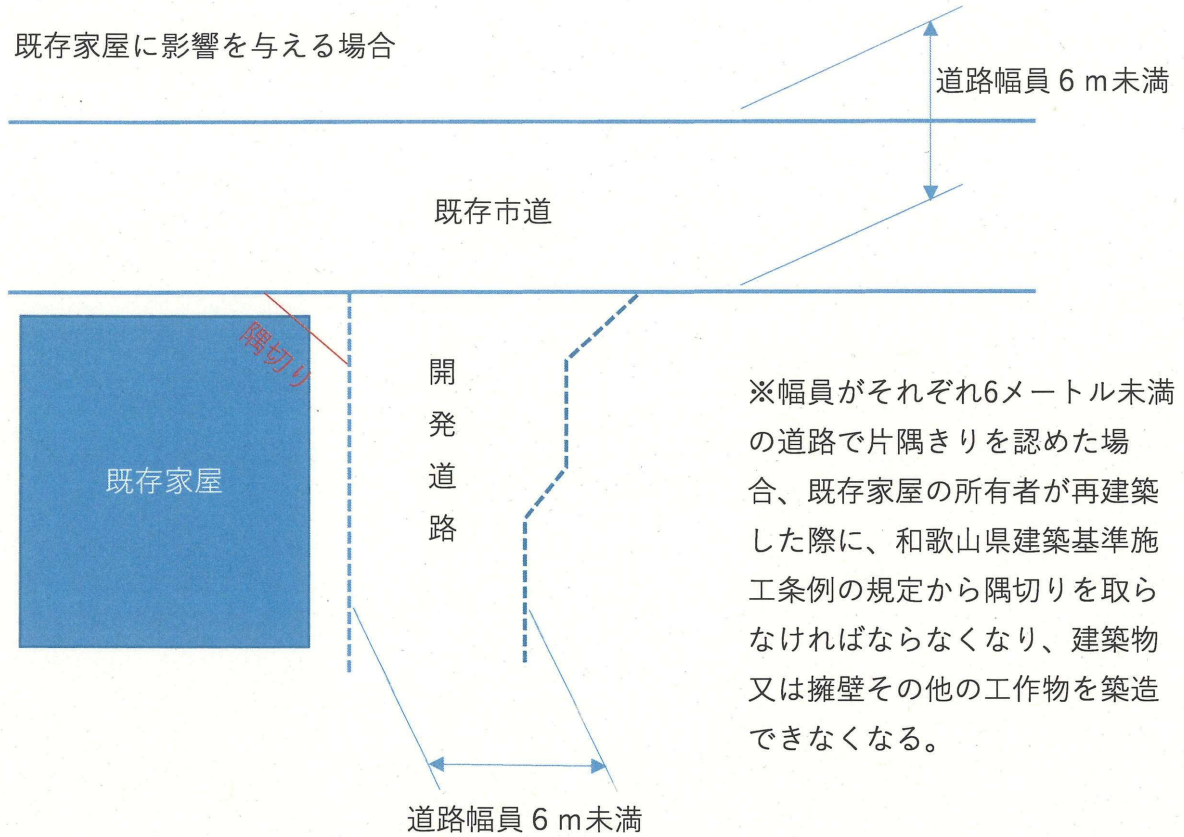 既存家屋に影響を与える場合
道路幅員6m未満
既存市道
隅切り
開発道路
既存家屋
※幅員がそれぞれ6メートル未満
の道路で片隅きりを認めた場
合、既存家屋の所有者が再建築
した際に、和歌山県建築基準施
工条例の規定から隅切りを取ら
なければならなくなり、建築物
又は擁壁その他の工作物を築造
できなくなる。
道路幅員6m未満